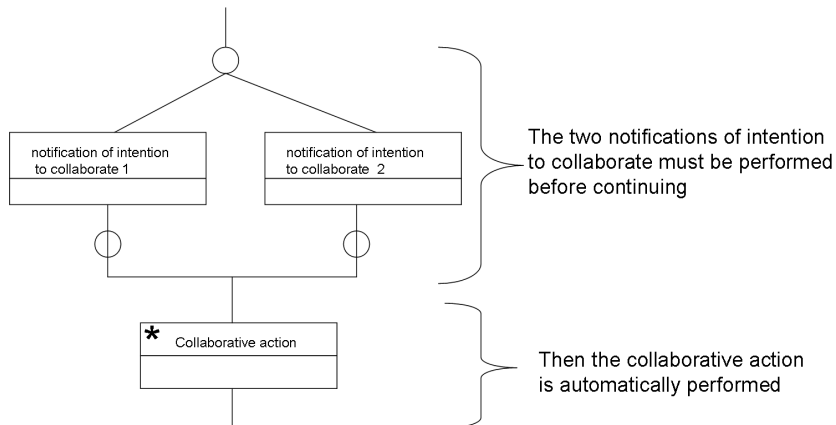 notification of intention
to collaborate 1
notification of intention
to collaborate 2
The two notifications of intention
to collaborate must be performed
before continuing
* Collaborative action
Then the collaborative action
is automatically performed